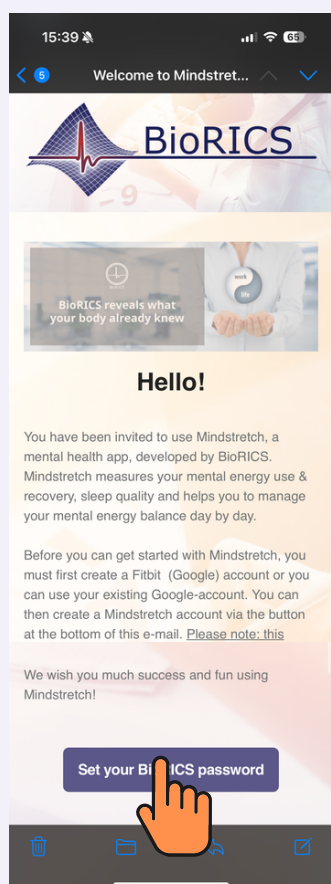 15:39
65
5
Welcome to Mindstret...
BioRICS
work
BioRICS reveals what
your body already knew
life
Hello!
You have been invited to use Mindstretch, a
mental health app, developed by BioRICS.
Mindstretch measures your mental energy use &
recovery, sleep quality and helps you to manage
your mental energy balance day by day.
Before you can get started with Mindstretch, you
must first create a Fitbit (Google) account or you
can use your existing Google-account. You can
then create a Mindstretch account via the button
at the bottom of this e-mail. Please note: this
We wish you much success and fun using
Mindstretch!
Set your BioRICS password